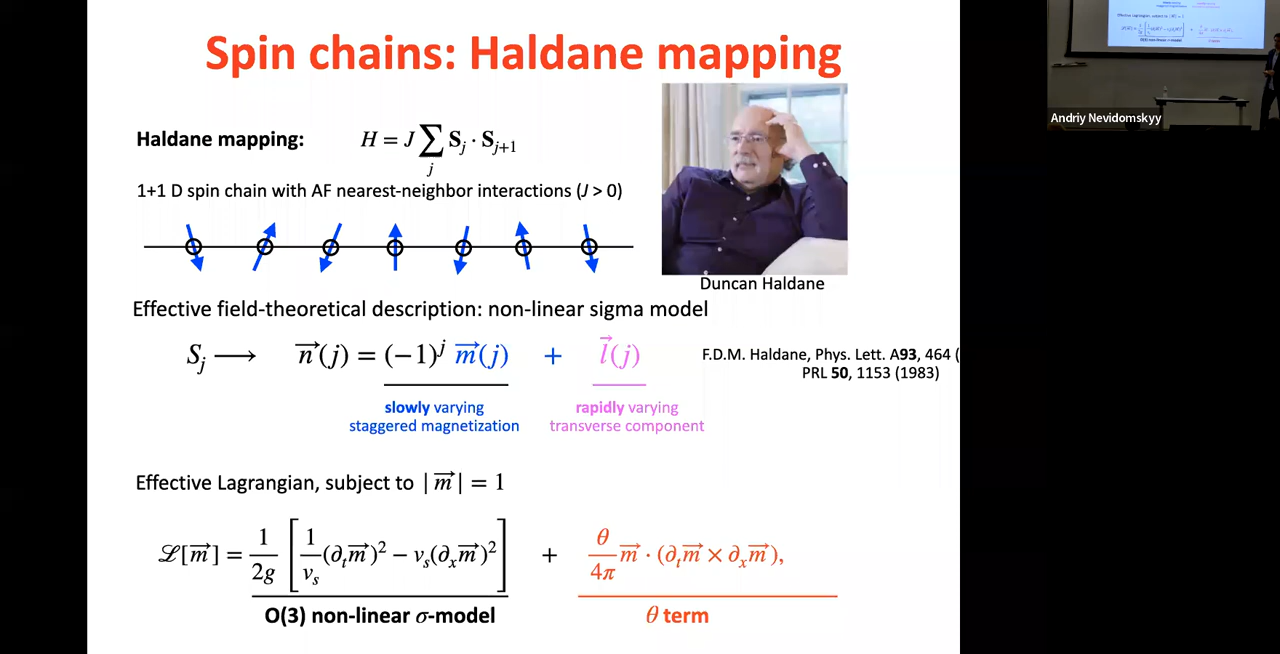 Spin chains: Haldane mapping
Haldane mapping: H = J ∑_j S_j · S_{j+1}
1+1 D spin chain with AF nearest-neighbor interactions (J > 0)
Duncan Haldane
Effective field-theoretical description: non-linear sigma model
S_j ⟶ n⃗(j) = (−1)^j m⃗(j) + l⃗(j)
F.D.M. Haldane, Phys. Lett. A93, 464 (
PRL 50, 1153 (1983)
slowly varying
staggered magnetization
rapidly varying
transverse component
Effective Lagrangian, subject to |m⃗| = 1
ℒ[m⃗] = 1/2g [1/v_s (∂_t m⃗)² − v_s(∂_x m⃗)²] + θ/4π m⃗ · (∂_t m⃗ × ∂_x m⃗),
O(3) non-linear σ-model
θ term
Andriy Nevidomskyy